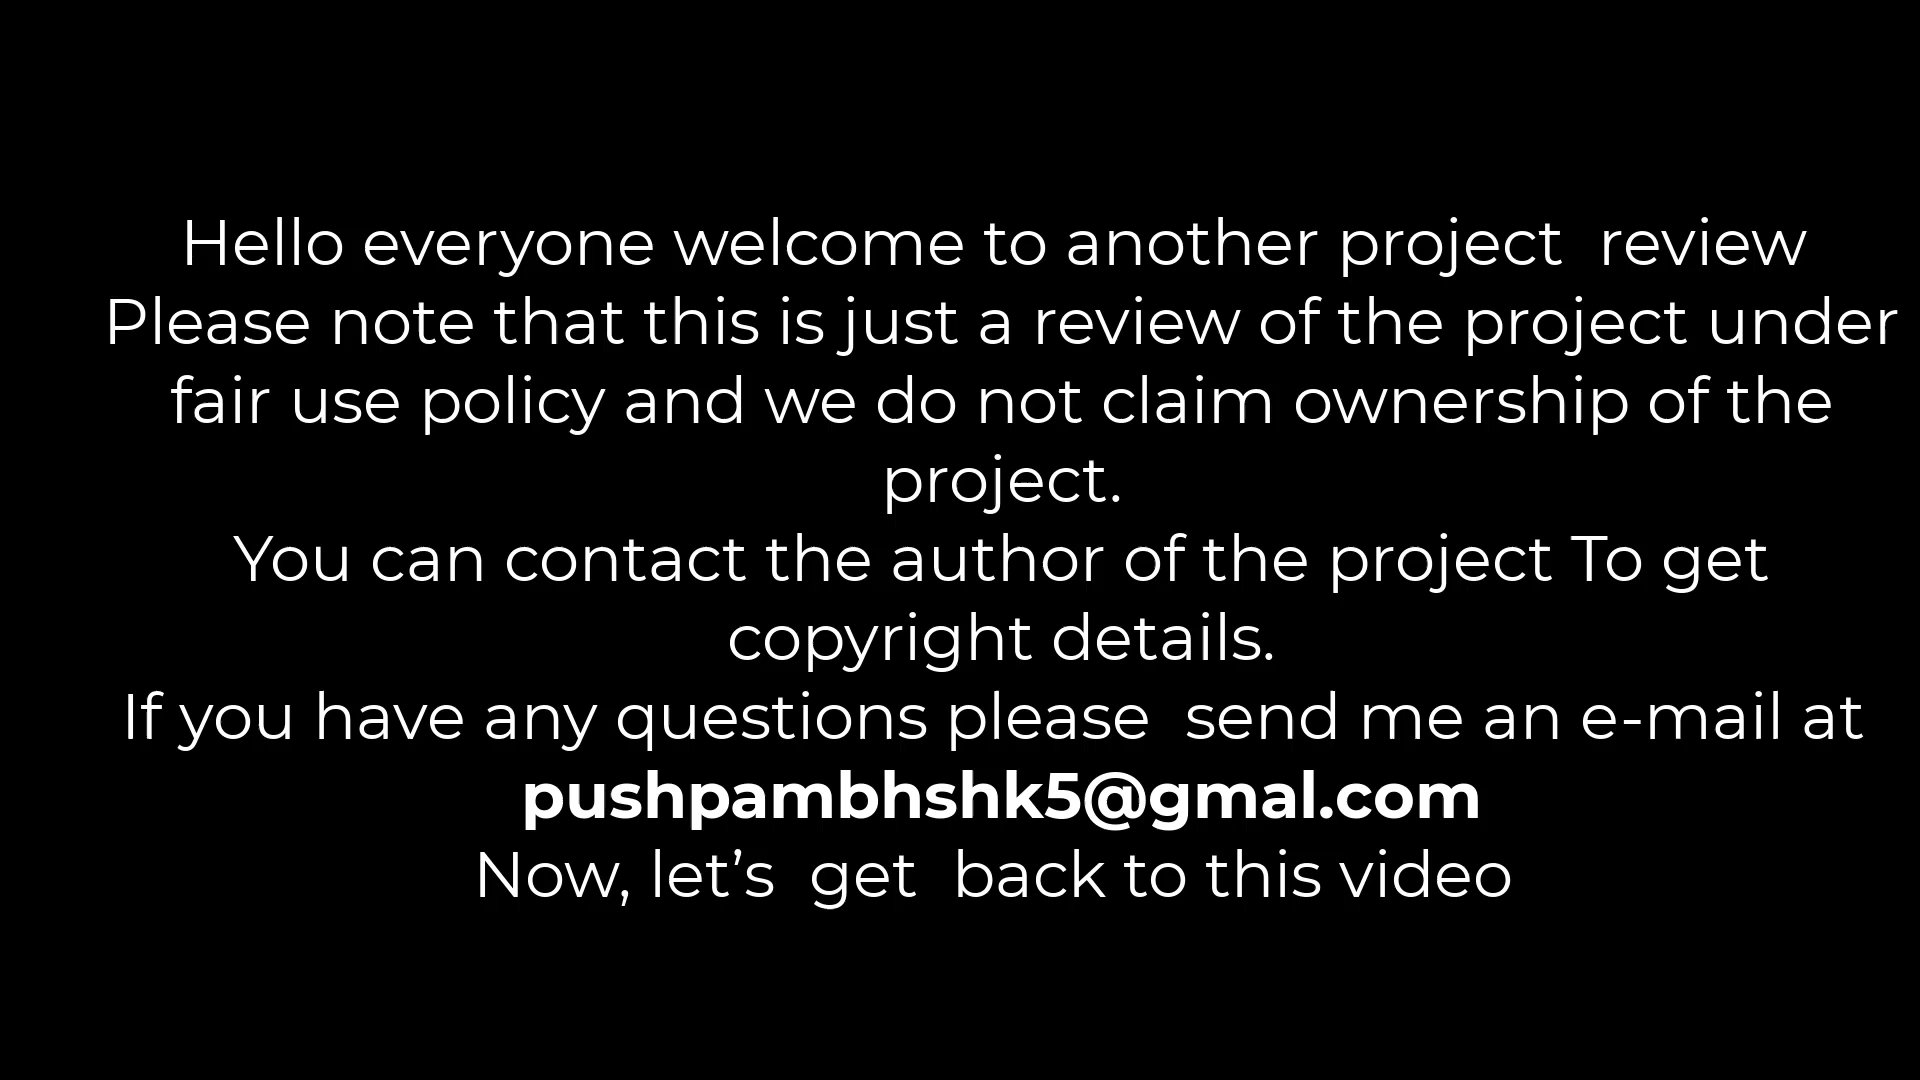 Hello everyone welcome to another project  review
Please note that this is just a review of the project under
fair use policy and we do not claim ownership of the
project.
You can contact the author of the project To get
copyright details.
If you have any questions please  send me an e-mail at
pushpambhshk5@gmal.com
Now, let’s  get  back to this video